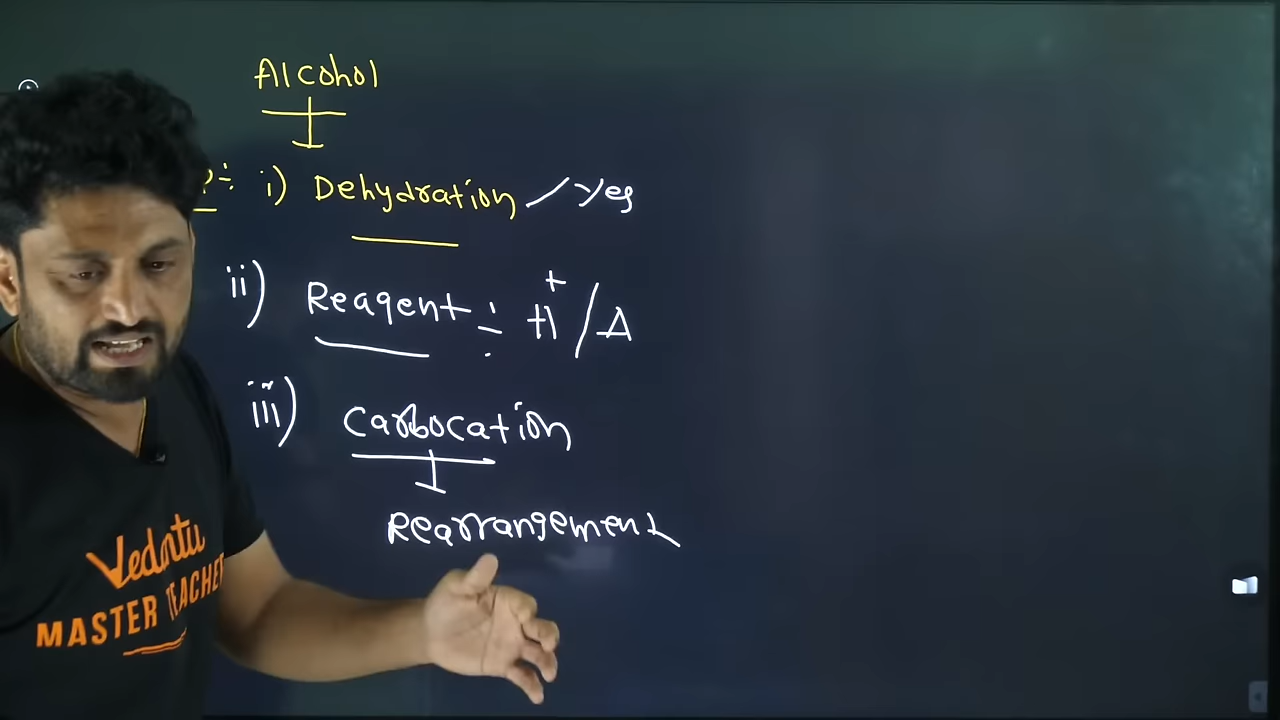 Alcohol
?÷ i) Dehydration / Yes
ii) Reagent ÷ H⁺/Δ
iii) Carbocation
Rearrangement
Vedantu
MASTER TEACHER